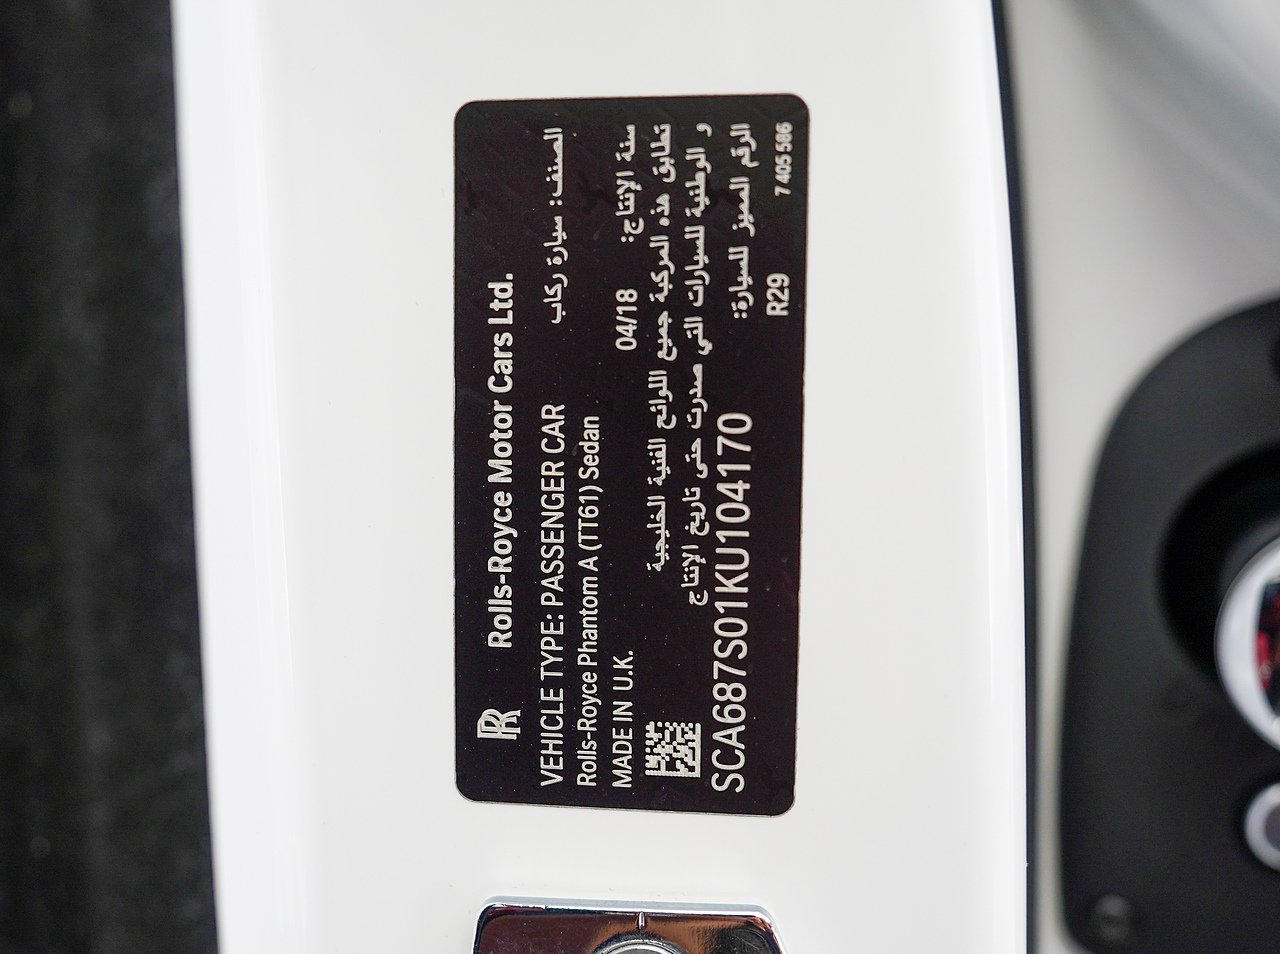 RR Rolls-Royce Motor Cars Ltd.
VEHICLE TYPE: PASSENGER CAR الصنف: سيارة ركاب
Rolls-Royce Phantom A (TT61) Sedan
MADE IN U.K. 04/18 سنة الإنتاج:
تطابق هذه المركبة جميع اللوائح الفنية الخليجية
و الوطنية للسيارات التي صدرت حتى تاريخ الإنتاج
SCA687S01KU104170 الرقم المميز للسيارة:
R29 7 405 586